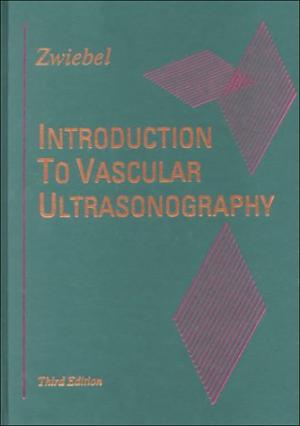 Zwiebel
INTRODUCTION
TO VASCULAR
ULTRASONOGRAPHY
Third Edition